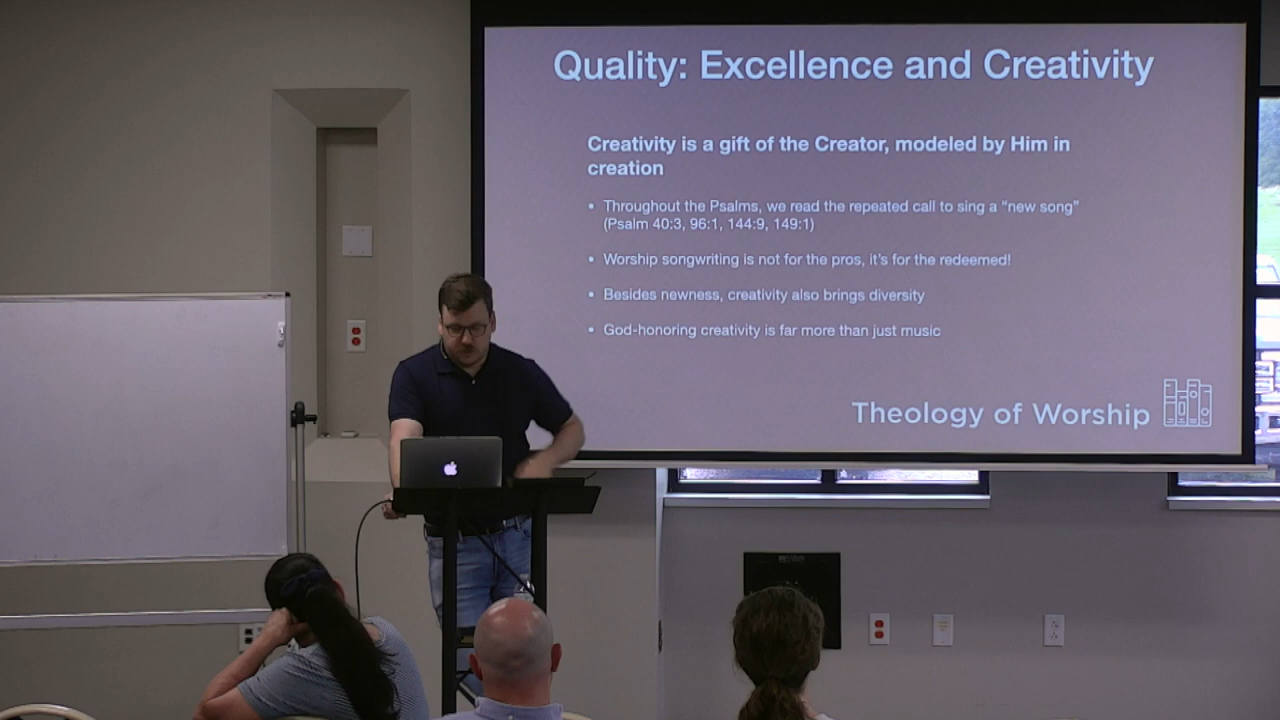 Quality: Excellence and Creativity
Creativity is a gift of the Creator, modeled by Him in
creation
• Throughout the Psalms, we read the repeated call to sing a “new song”
(Psalm 40:3, 96:1, 144:9, 149:1)
• Worship songwriting is not for the pros, it’s for the redeemed!
• Besides newness, creativity also brings diversity
• God-honoring creativity is far more than just music
Theology of Worship